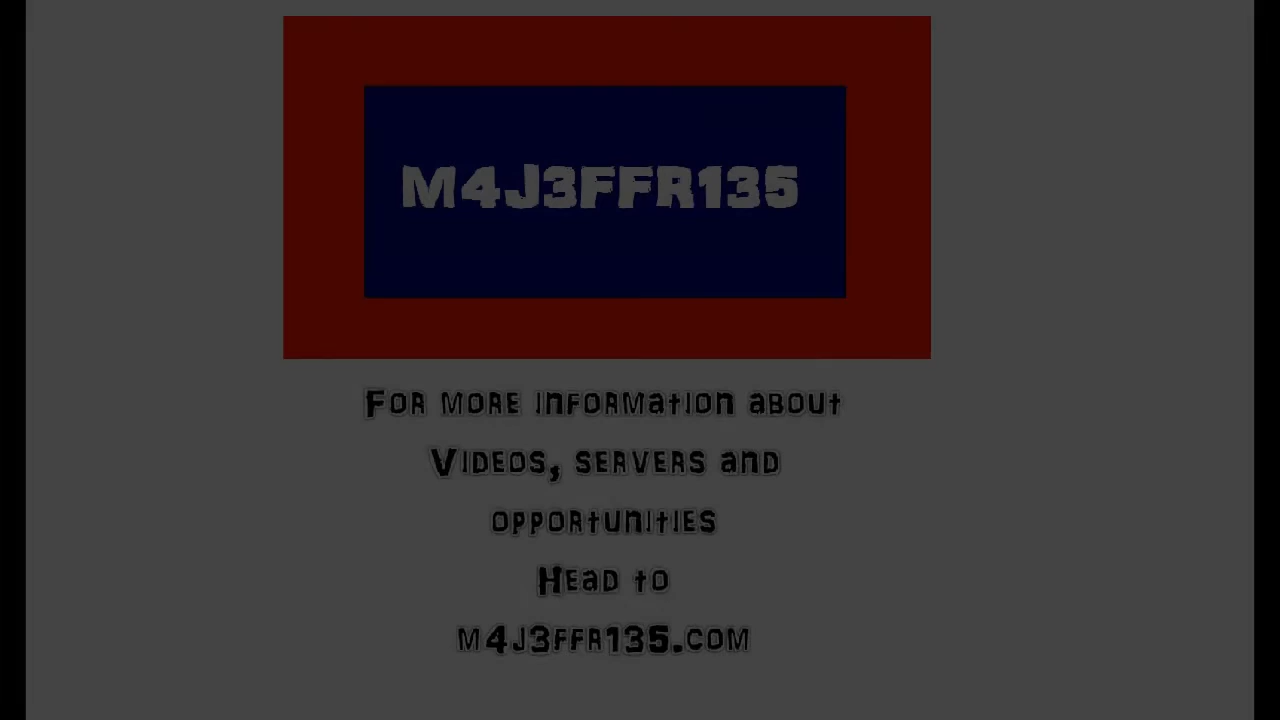 M4J3FFR135
For more information about
Videos, servers and
opportunities
Head to
m4j3ffr135.com